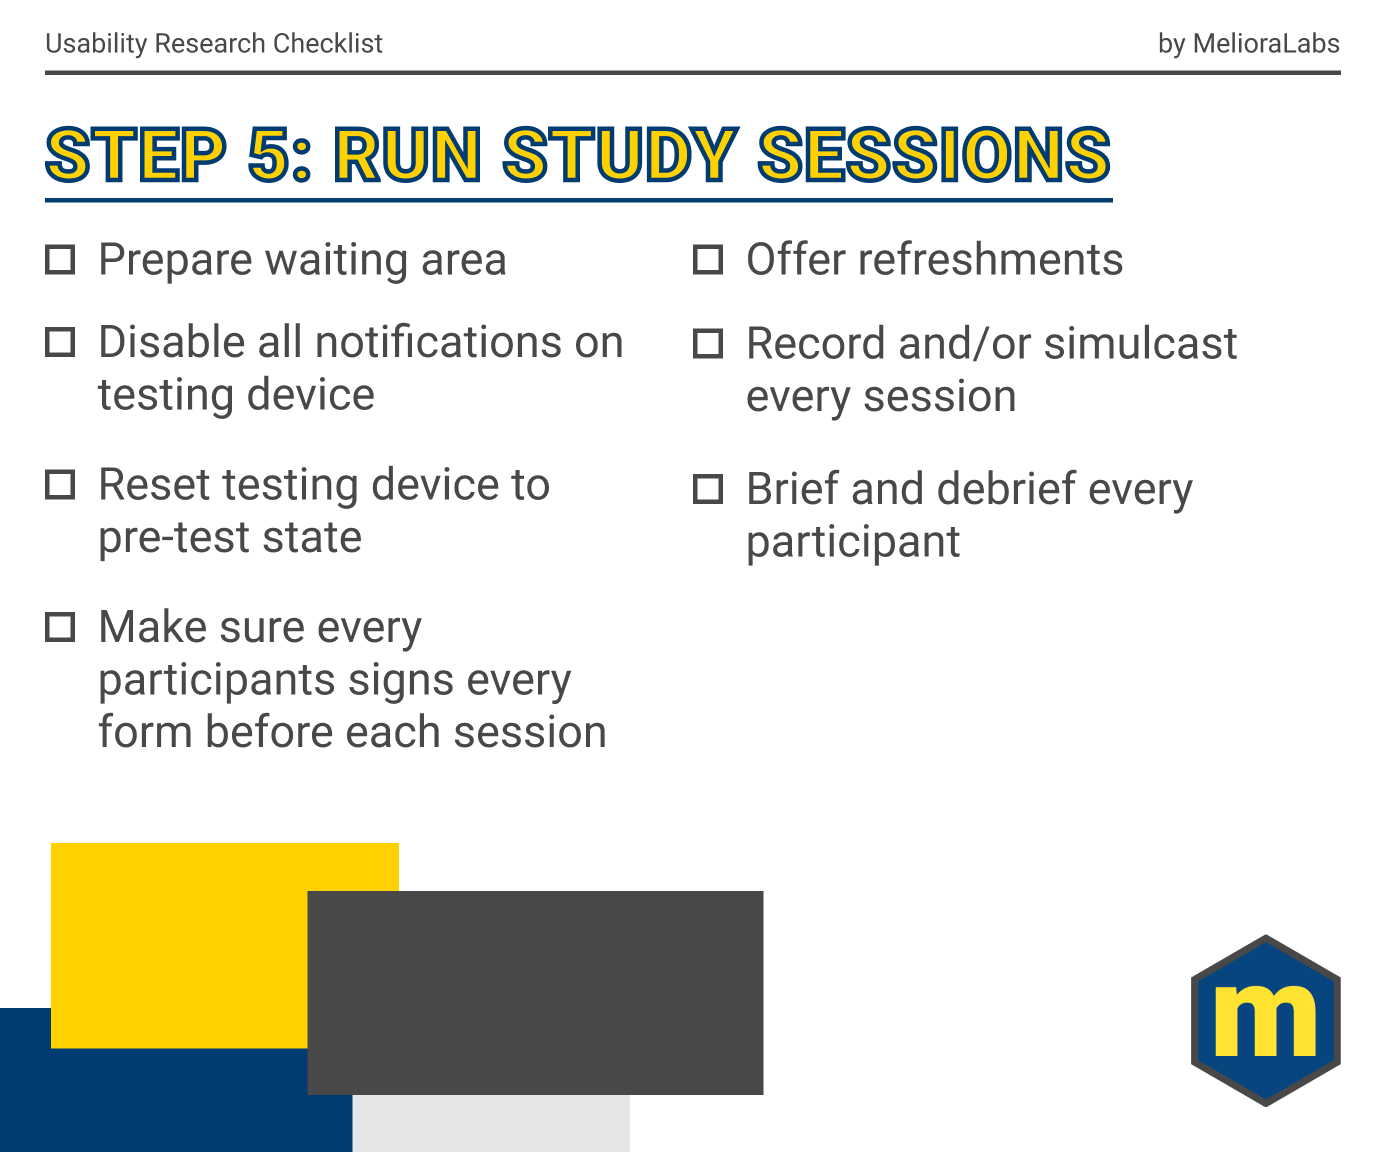 Usability Research Checklist
by MelioraLabs
STEP 5: RUN STUDY SESSIONS
Prepare waiting area
Disable all notifications on
testing device
Reset testing device to
pre-test state
Make sure every
participants signs every
form before each session
Offer refreshments
Record and/or simulcast
every session
Brief and debrief every
participant
m